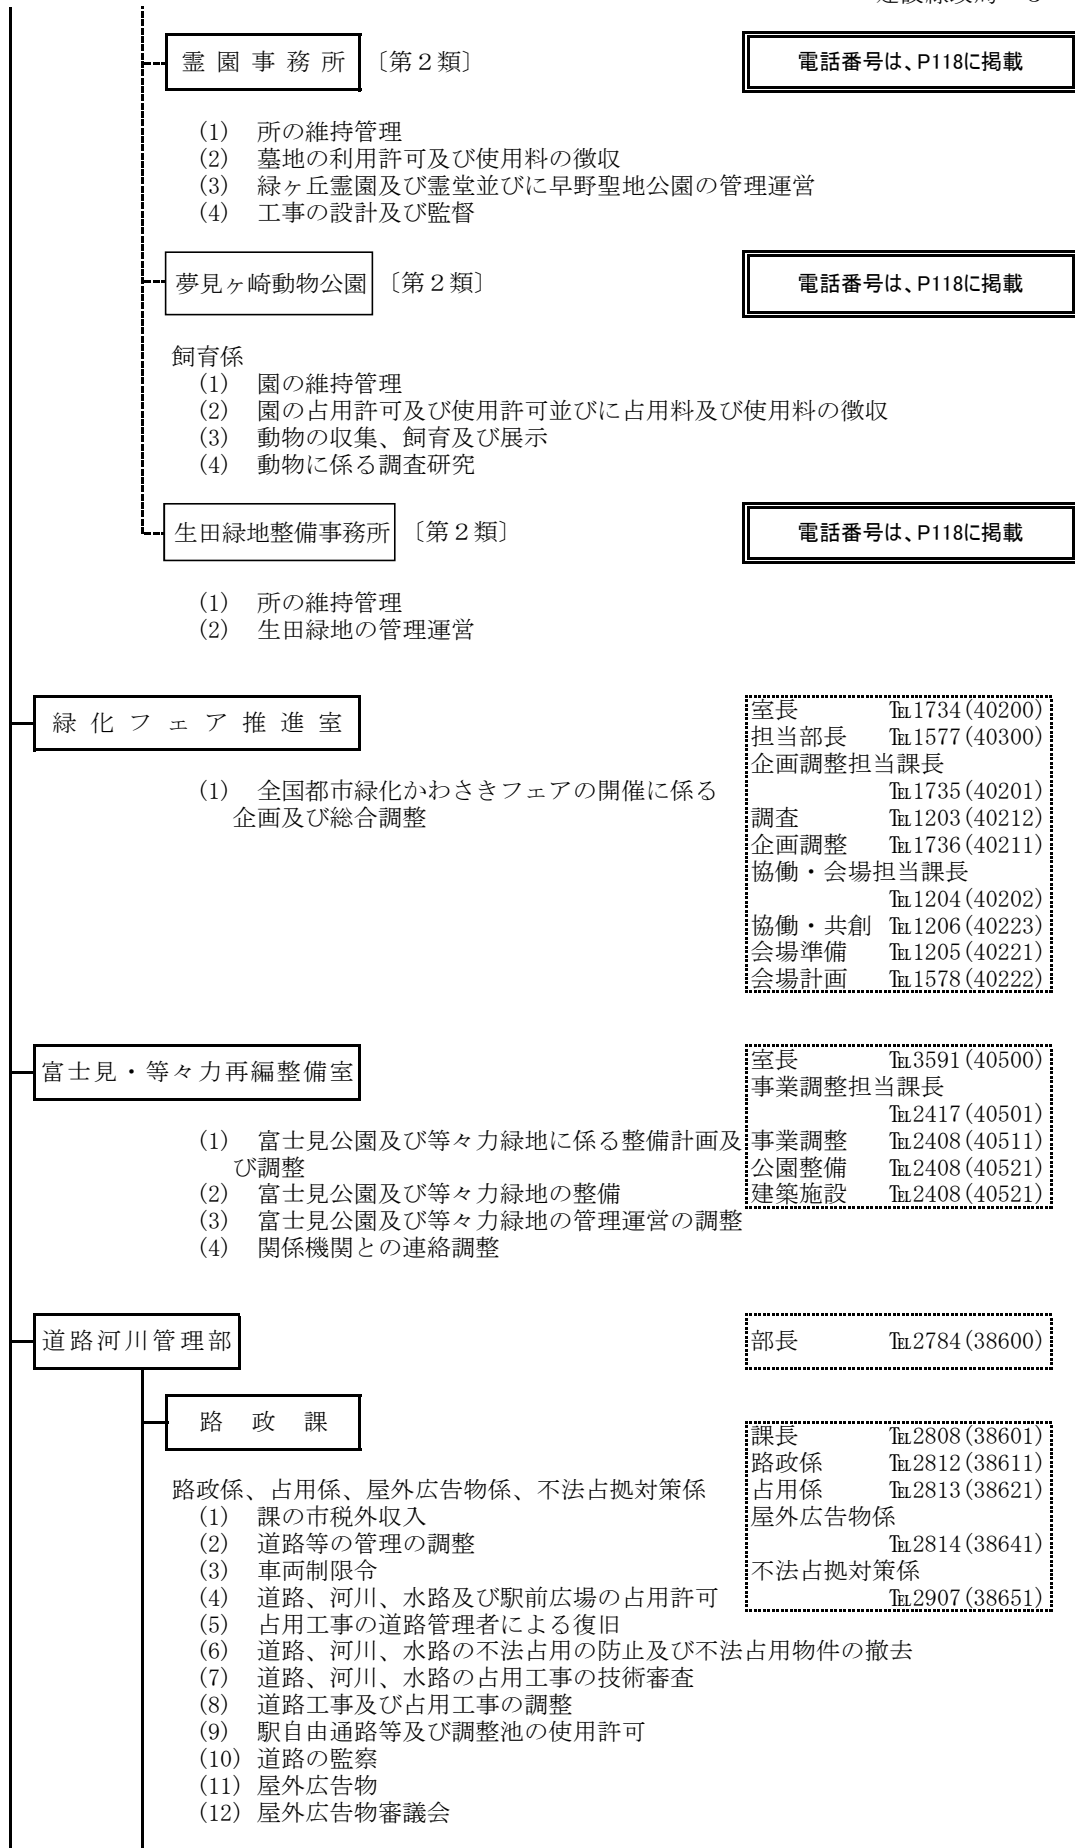 霊園事務所 〔第２類〕 電話番号は、P118に掲載
(1) 所の維持管理
(2) 墓地の利用許可及び使用料の徴収
(3) 緑ヶ丘霊園及び霊堂並びに早野聖地公園の管理運営
(4) 工事の設計及び監督
夢見ヶ崎動物公園 〔第２類〕 電話番号は、P118に掲載
飼育係
(1) 園の維持管理
(2) 園の占用許可及び使用許可並びに占用料及び使用料の徴収
(3) 動物の収集、飼育及び展示
(4) 動物に係る調査研究
生田緑地整備事務所 〔第２類〕 電話番号は、P118に掲載
(1) 所の維持管理
(2) 生田緑地の管理運営
緑化フェア推進室
(1) 全国都市緑化かわさきフェアの開催に係る
企画及び総合調整
室長 ℡1734(40200)
担当部長 ℡1577(40300)
企画調整担当課長
℡1735(40201)
調査 ℡1203(40212)
企画調整 ℡1736(40211)
協働・会場担当課長
℡1204(40202)
協働・共創 ℡1206(40223)
会場準備 ℡1205(40221)
会場計画 ℡1578(40222)
富士見・等々力再編整備室
(1) 富士見公園及び等々力緑地に係る整備計画及
び調整
(2) 富士見公園及び等々力緑地の整備
(3) 富士見公園及び等々力緑地の管理運営の調整
(4) 関係機関との連絡調整
室長 ℡3591(40500)
事業調整担当課長
℡2417(40501)
事業調整 ℡2408(40511)
公園整備 ℡2408(40521)
建築施設 ℡2408(40521)
道路河川管理部
部長 ℡2784(38600)
路政課
路政係、占用係、屋外広告物係、不法占拠対策係
(1) 課の市税外収入
(2) 道路等の管理の調整
(3) 車両制限令
(4) 道路、河川、水路及び駅前広場の占用許可
(5) 占用工事の道路管理者による復旧
(6) 道路、河川、水路の不法占用の防止及び不法占用物件の撤去
(7) 道路、河川、水路の占用工事の技術審査
(8) 道路工事及び占用工事の調整
(9) 駅自由通路等及び調整池の使用許可
(10) 道路の監察
(11) 屋外広告物
(12) 屋外広告物審議会
課長 ℡2808(38601)
路政係 ℡2812(38611)
占用係 ℡2813(38621)
屋外広告物係
℡2814(38641)
不法占拠対策係
℡2907(38651)